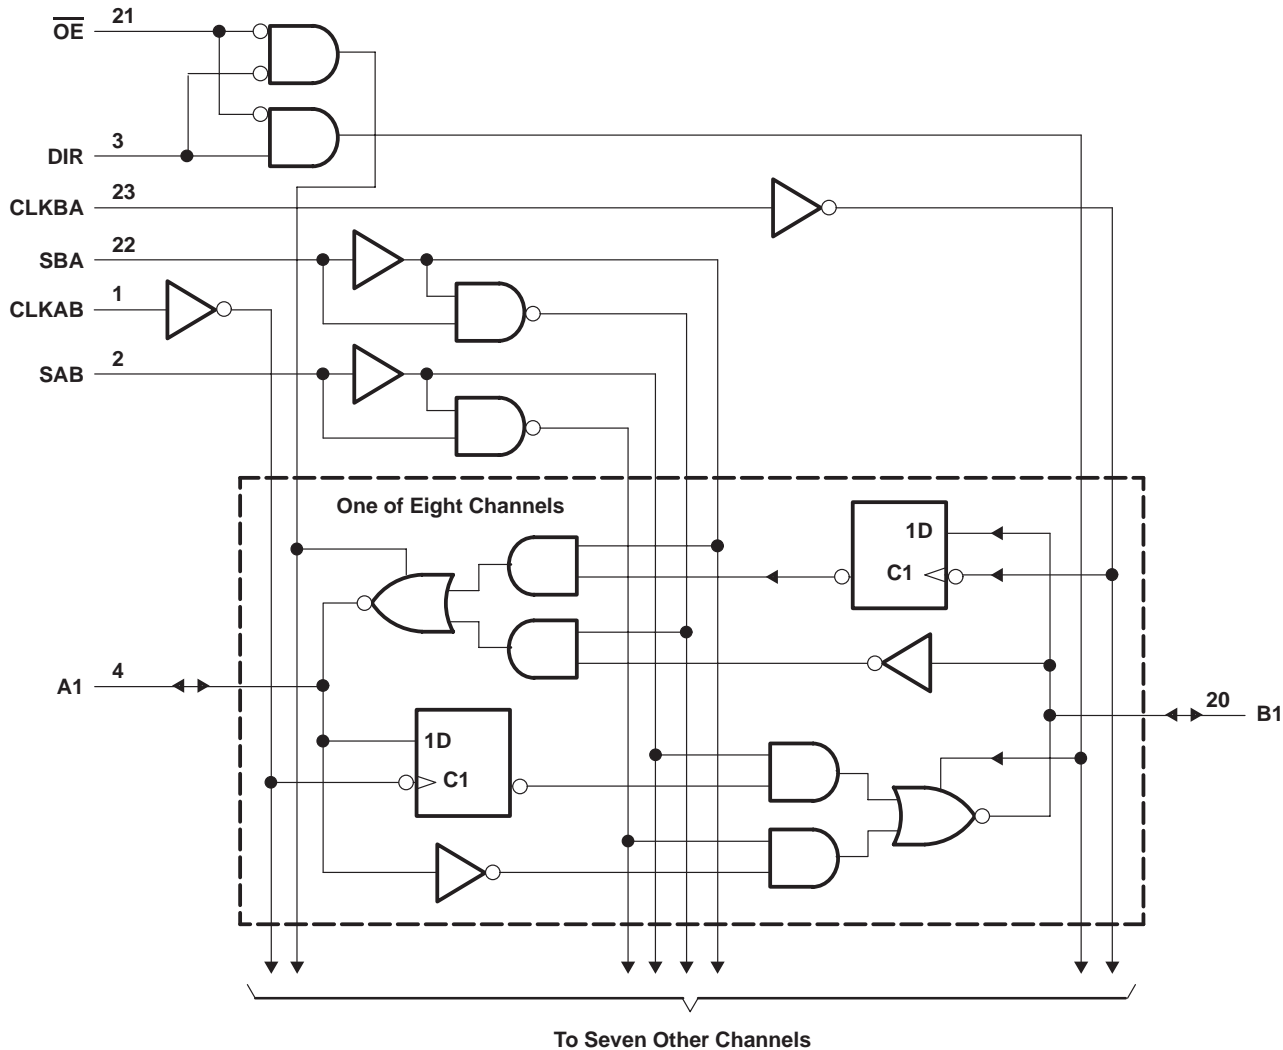 O̅E̅ 21
DIR 3
CLKBA 23
SBA 22
CLKAB 1
SAB 2
One of Eight Channels
1D
C1
A1 4
20 B1
1D
C1
To Seven Other Channels